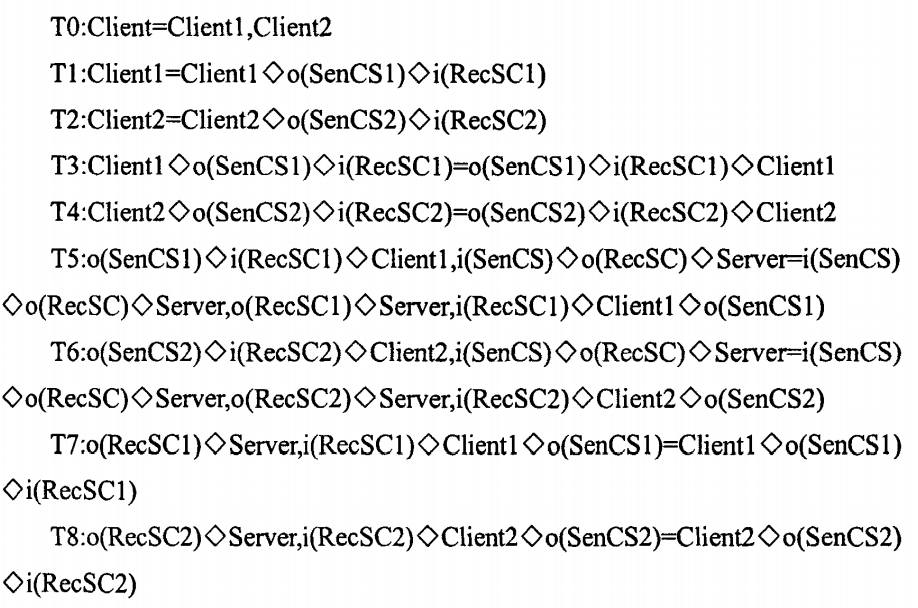 T0:Client=Client1,Client2
T1:Client1=Client1◇o(SenCS1)◇i(RecSC1)
T2:Client2=Client2◇o(SenCS2)◇i(RecSC2)
T3:Client1◇o(SenCS1)◇i(RecSC1)=o(SenCS1)◇i(RecSC1)◇Client1
T4:Client2◇o(SenCS2)◇i(RecSC2)=o(SenCS2)◇i(RecSC2)◇Client2
T5:o(SenCS1)◇i(RecSC1)◇Client1,i(SenCS)◇o(RecSC)◇Server=i(SenCS)
◇o(RecSC)◇Server,o(RecSC1)◇Server,i(RecSC1)◇Client1◇o(SenCS1)
T6:o(SenCS2)◇i(RecSC2)◇Client2,i(SenCS)◇o(RecSC)◇Server=i(SenCS)
◇o(RecSC)◇Server,o(RecSC2)◇Server,i(RecSC2)◇Client2◇o(SenCS2)
T7:o(RecSC1)◇Server,i(RecSC1)◇Client1◇o(SenCS1)=Client1◇o(SenCS1)
◇i(RecSC1)
T8:o(RecSC2)◇Server,i(RecSC2)◇Client2◇o(SenCS2)=Client2◇o(SenCS2)
◇i(RecSC2)